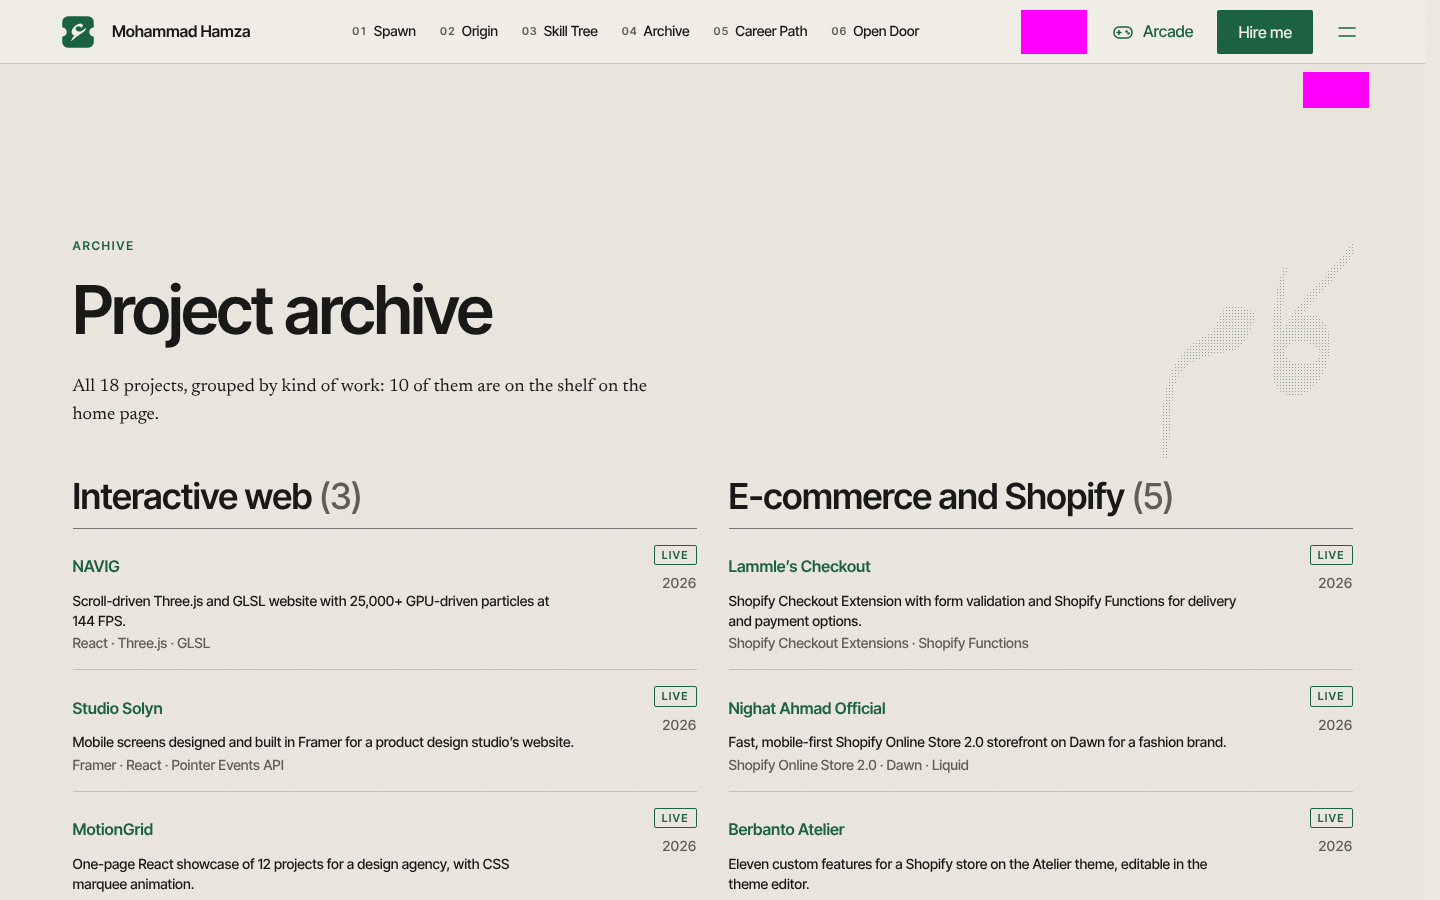 Mohammad Hamza
01 Spawn
02 Origin
03 Skill Tree
04 Archive
05 Career Path
06 Open Door
Arcade
Hire me
ARCHIVE
Project archive
All 18 projects, grouped by kind of work: 10 of them are on the shelf on the
home page.
Interactive web (3)
NAVIG
LIVE
2026
Scroll-driven Three.js and GLSL website with 25,000+ GPU-driven particles at
144 FPS.
React · Three.js · GLSL
Studio Solyn
LIVE
2026
Mobile screens designed and built in Framer for a product design studio’s website.
Framer · React · Pointer Events API
MotionGrid
LIVE
2026
One-page React showcase of 12 projects for a design agency, with CSS
marquee animation.
E-commerce and Shopify (5)
Lammle’s Checkout
LIVE
2026
Shopify Checkout Extension with form validation and Shopify Functions for delivery
and payment options.
Shopify Checkout Extensions · Shopify Functions
Nighat Ahmad Official
LIVE
2026
Fast, mobile-first Shopify Online Store 2.0 storefront on Dawn for a fashion brand.
Shopify Online Store 2.0 · Dawn · Liquid
Berbanto Atelier
LIVE
2026
Eleven custom features for a Shopify store on the Atelier theme, editable in the
theme editor.